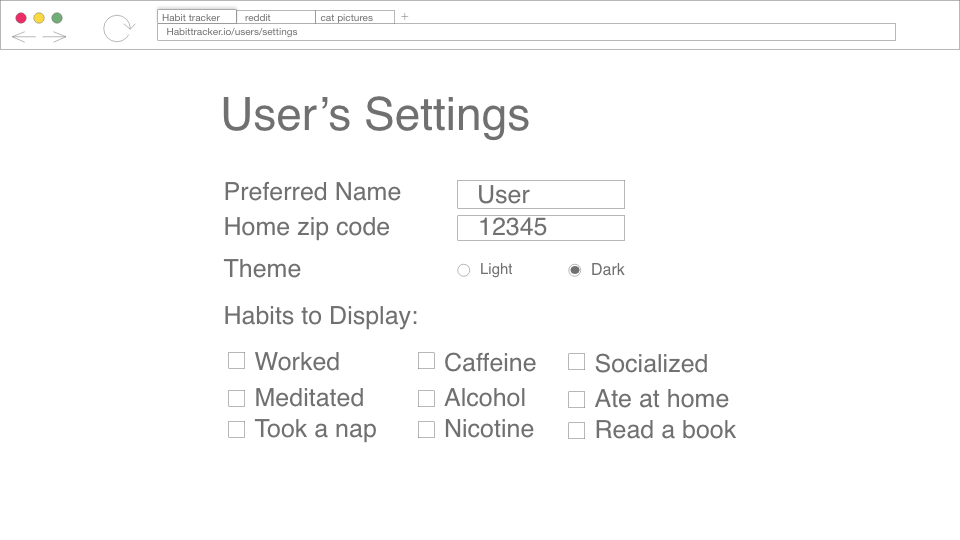 Habit tracker reddit cat pictures +
Habittracker.io/users/settings
User’s Settings
Preferred Name User
Home zip code 12345
Theme Light Dark
Habits to Display:
Worked Caffeine Socialized
Meditated Alcohol Ate at home
Took a nap Nicotine Read a book